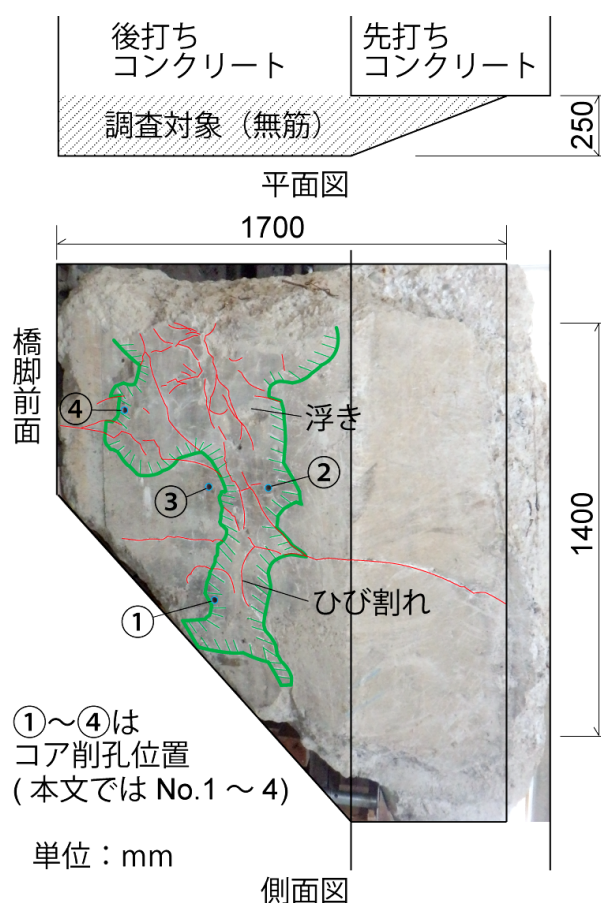 後打ち
コンクリート
先打ち
コンクリート
調査対象（無筋）
250
平面図
1700
橋脚前面
④
浮き
③
②
1400
①
ひび割れ
①～④は
コア削孔位置
(本文では No.1 ～ 4)
単位：mm
側面図